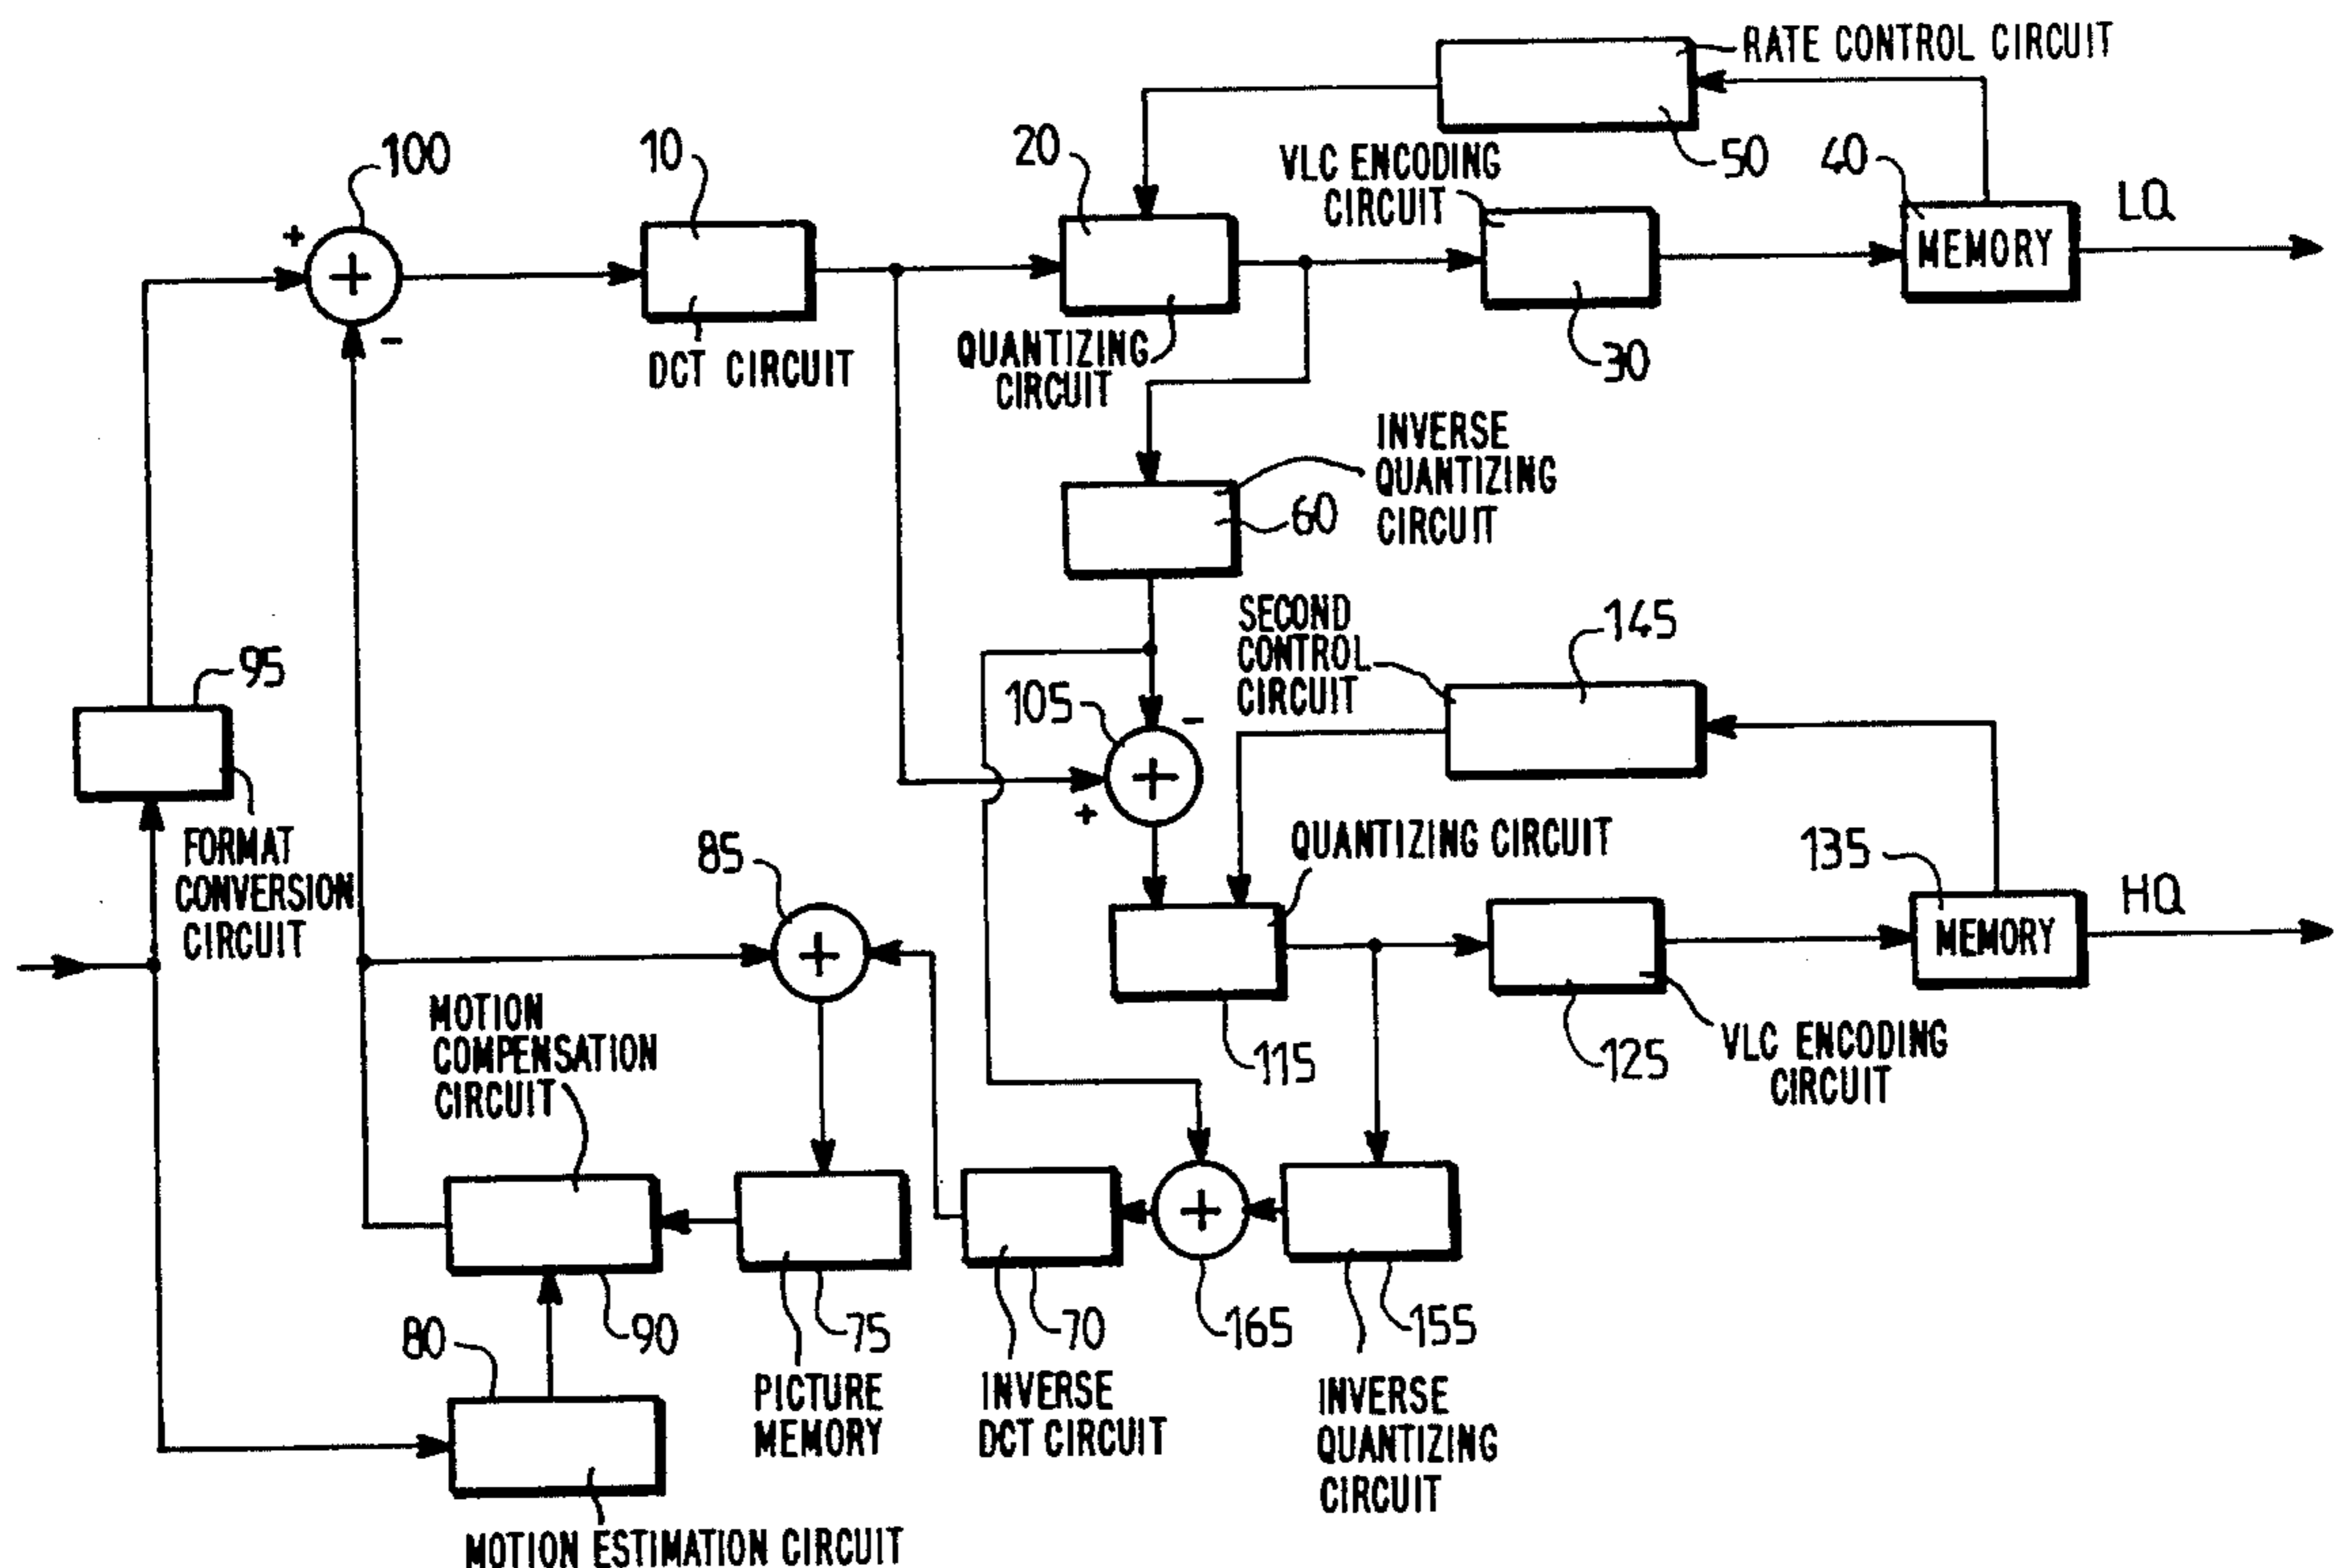 RATE CONTROL CIRCUIT
100
10
20
VLC ENCODING
CIRCUIT
50
40
LQ
+
+
MEMORY
-
DCT CIRCUIT
QUANTIZING
CIRCUIT
30
INVERSE
QUANTIZING
CIRCUIT
60
SECOND
CONTROL
CIRCUIT
145
95
105
-
+
+
FORMAT
CONVERSION
CIRCUIT
85
QUANTIZING CIRCUIT
135
HQ
+
MEMORY
MOTION
COMPENSATION
CIRCUIT
115
125
VLC ENCODING
CIRCUIT
+
80
90
75
70
165
155
PICTURE
MEMORY
INVERSE
DCT CIRCUIT
INVERSE
QUANTIZING
CIRCUIT
MOTION ESTIMATION CIRCUIT